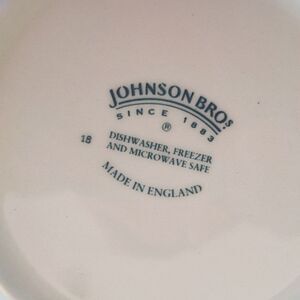 JOHNSON BROS
SINCE 1883
®
18
DISHWASHER, FREEZER
AND MICROWAVE SAFE
MADE IN ENGLAND